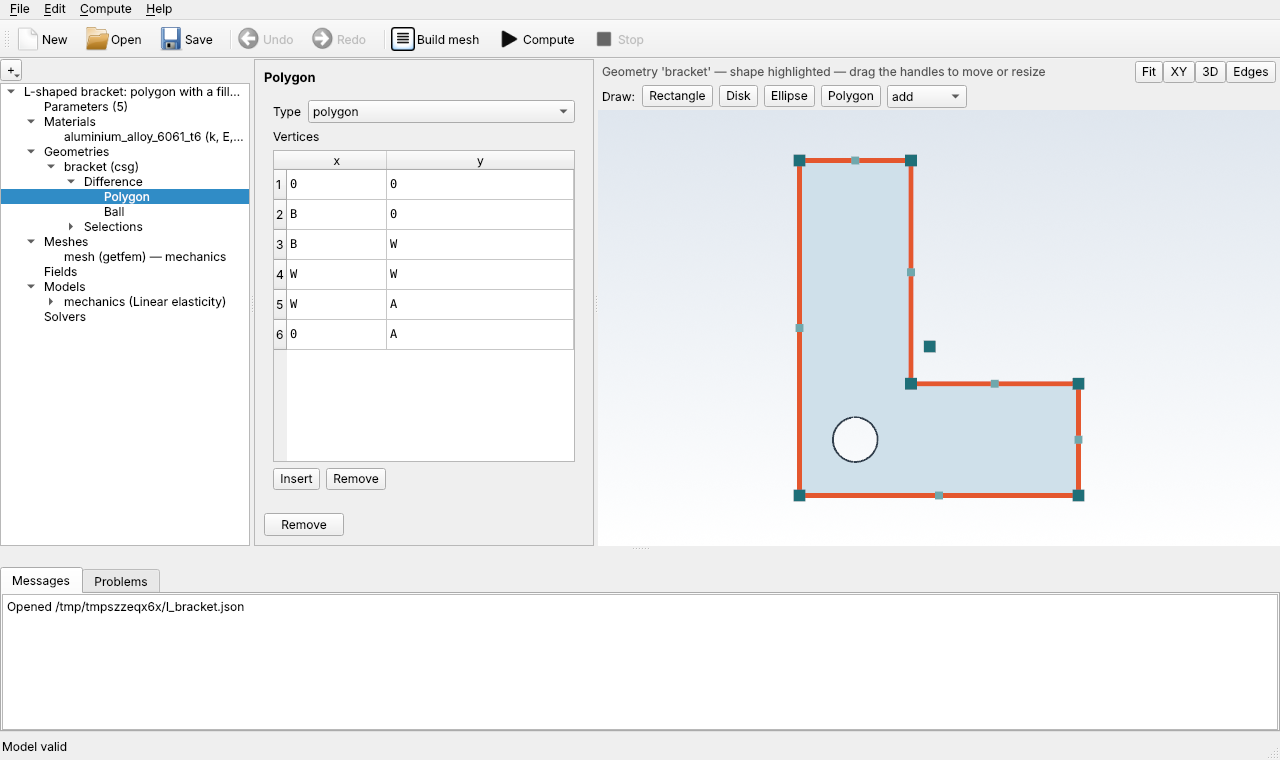 File Edit Compute Help
New Open Save Undo Redo Build mesh Compute Stop
+
L-shaped bracket: polygon with a fill...
Parameters (5)
Materials
aluminium_alloy_6061_t6 (k, E,...
Geometries
bracket (csg)
Difference
Polygon
Ball
Selections
Meshes
mesh (getfem) — mechanics
Fields
Models
mechanics (Linear elasticity)
Solvers
Polygon
Type polygon
Vertices
x y
1 0 0
2 B 0
3 B W
4 W W
5 W A
6 0 A
Insert Remove
Remove
Geometry 'bracket' — shape highlighted — drag the handles to move or resize
Fit XY 3D Edges
Draw: Rectangle Disk Ellipse Polygon add
Messages Problems
Opened /tmp/tmpszzeqx6x/l_bracket.json
Model valid